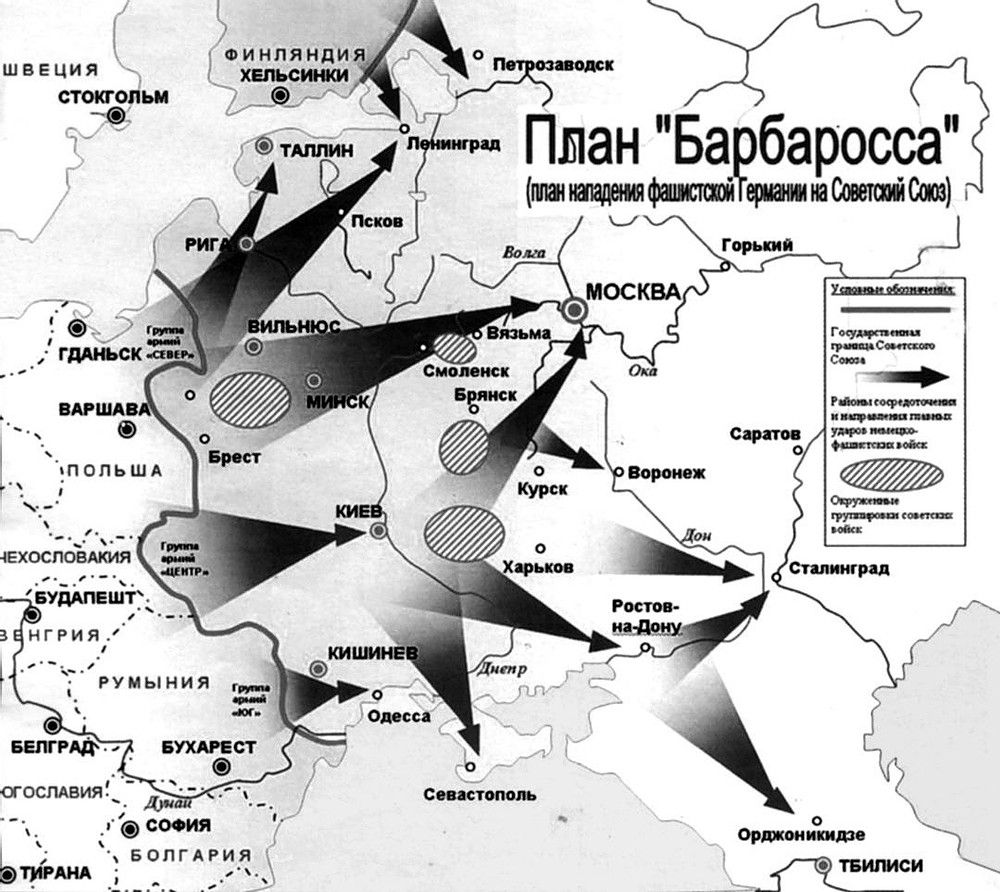 План "Барбаросса"
(план нападения фашистской Германии на Советский Союз)
ШВЕЦИЯ
СТОКГОЛЬМ
ФИНЛЯНДИЯ
ХЕЛЬСИНКИ
Петрозаводск
ТАЛЛИН
Ленинград
Псков
РИГА
Волга
Горький
МОСКВА
ГДАНЬСК
Группа
армий
«СЕВЕР»
ВИЛЬНЮС
Вязьма
Смоленск
Ока
МИНСК
Брянск
ВАРШАВА
Брест
ПОЛЬША
Саратов
Воронеж
Курск
КИЕВ
Дон
Группа
армий
«ЦЕНТР»
ЧЕХОСЛОВАКИЯ
Харьков
Сталинград
БУДАПЕШТ
ВЕНГРИЯ
Ростов-
на-Дону
КИШИНЕВ
Днепр
РУМЫНИЯ
Группа
армий
«ЮГ»
Одесса
БЕЛГРАД
БУХАРЕСТ
Севастополь
ЮГОСЛАВИЯ
Дунай
СОФИЯ
БОЛГАРИЯ
ТИРАНА
Орджоникидзе
ТБИЛИСИ
Условные обозначения:
Государственная
граница Советского
Союза
Районы сосредоточения
и направления главных
ударов немецко-
фашистских войск
Окруженные
группировки советских
войск